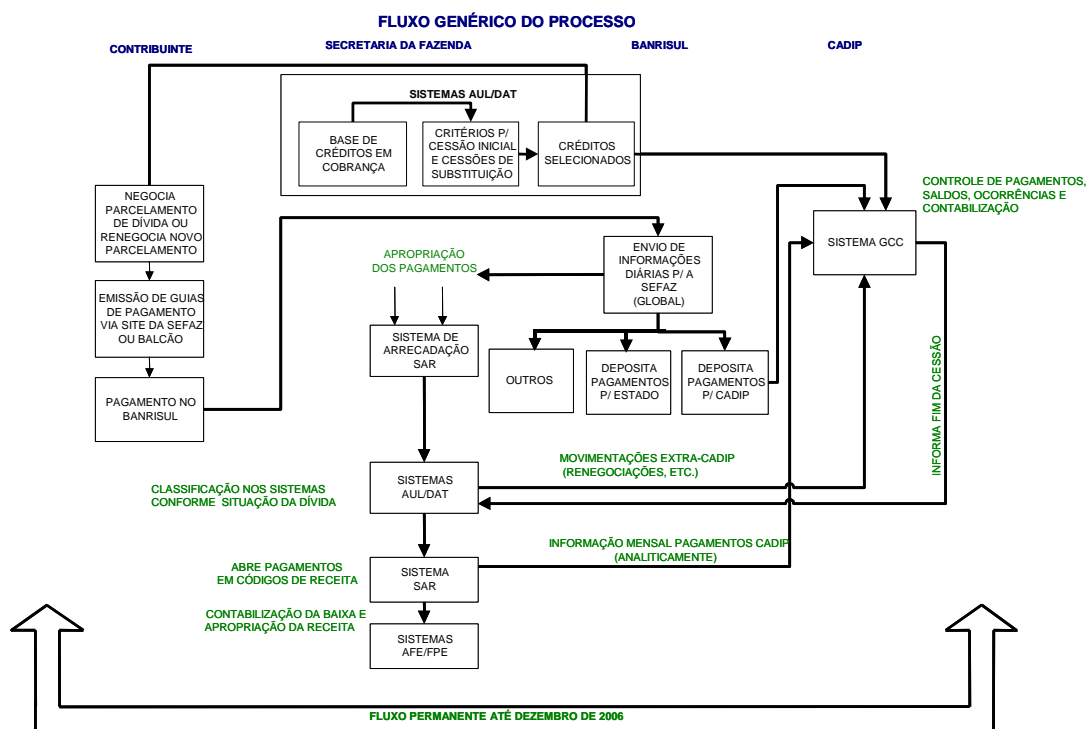 FLUXO GENÉRICO DO PROCESSO
CONTRIBUINTE
SECRETARIA DA FAZENDA
BANRISUL
CADIP
SISTEMAS AUL/DAT
BASE DE
CRÉDITOS EM
COBRANÇA
CRITÉRIOS P/
CESSÃO INICIAL
E CESSÕES DE
SUBSTITUIÇÃO
CRÉDITOS
SELECIONADOS
CONTROLE DE PAGAMENTOS,
SALDOS, OCORRÊNCIAS E
CONTABILIZAÇÃO
NEGOCIA
PARCELAMENTO
DE DÍVIDA OU
RENEGOCIA NOVO
PARCELAMENTO
APROPRIAÇÃO
DOS PAGAMENTOS
ENVIO DE
INFORMAÇÕES
DIÁRIAS P/ A
SEFAZ
(GLOBAL)
SISTEMA GCC
EMISSÃO DE GUIAS
DE PAGAMENTO
VIA SITE DA SEFAZ
OU BALCÃO
SISTEMA DE
ARRECADAÇÃO
SAR
OUTROS
DEPOSITA
PAGAMENTOS
P/ ESTADO
DEPOSITA
PAGAMENTOS
P/ CADIP
INFORMA FIM DA CESSÃO
PAGAMENTO NO
BANRISUL
MOVIMENTAÇÕES EXTRA-CADIP
(RENEGOCIAÇÕES, ETC.)
SISTEMAS
AUL/DAT
CLASSIFICAÇÃO NOS SISTEMAS
CONFORME SITUAÇÃO DA DÍVIDA
INFORMAÇÃO MENSAL PAGAMENTOS CADIP
(ANALITICAMENTE)
ABRE PAGAMENTOS
EM CÓDIGOS DE RECEITA
SISTEMA
SAR
CONTABILIZAÇÃO DA BAIXA E
APROPRIAÇÃO DA RECEITA
SISTEMAS
AFE/FPE
FLUXO PERMANENTE ATÉ DEZEMBRO DE 2006